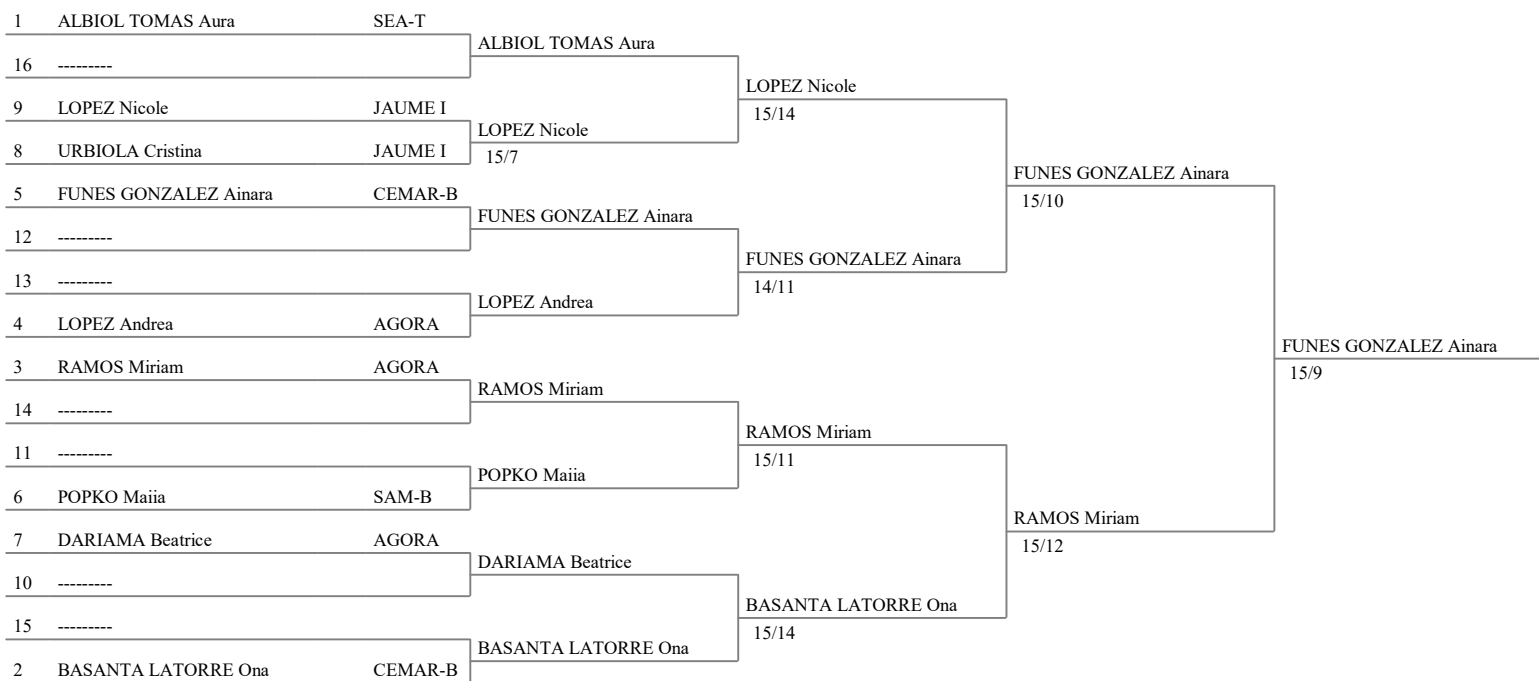 1 ALBIOL TOMAS Aura SEA-T
16 ---------
9 LOPEZ Nicole JAUME I
8 URBIOLA Cristina JAUME I
5 FUNES GONZALEZ Ainara CEMAR-B
12 ---------
13 ---------
4 LOPEZ Andrea AGORA
3 RAMOS Miriam AGORA
14 ---------
11 ---------
6 POPKO Maiia SAM-B
7 DARIAMA Beatrice AGORA
10 ---------
15 ---------
2 BASANTA LATORRE Ona CEMAR-B
ALBIOL TOMAS Aura
LOPEZ Nicole
15/7
FUNES GONZALEZ Ainara
LOPEZ Andrea
RAMOS Miriam
POPKO Maiia
DARIAMA Beatrice
BASANTA LATORRE Ona
LOPEZ Nicole
15/14
FUNES GONZALEZ Ainara
14/11
RAMOS Miriam
15/11
BASANTA LATORRE Ona
15/14
FUNES GONZALEZ Ainara
15/10
RAMOS Miriam
15/12
FUNES GONZALEZ Ainara
15/9